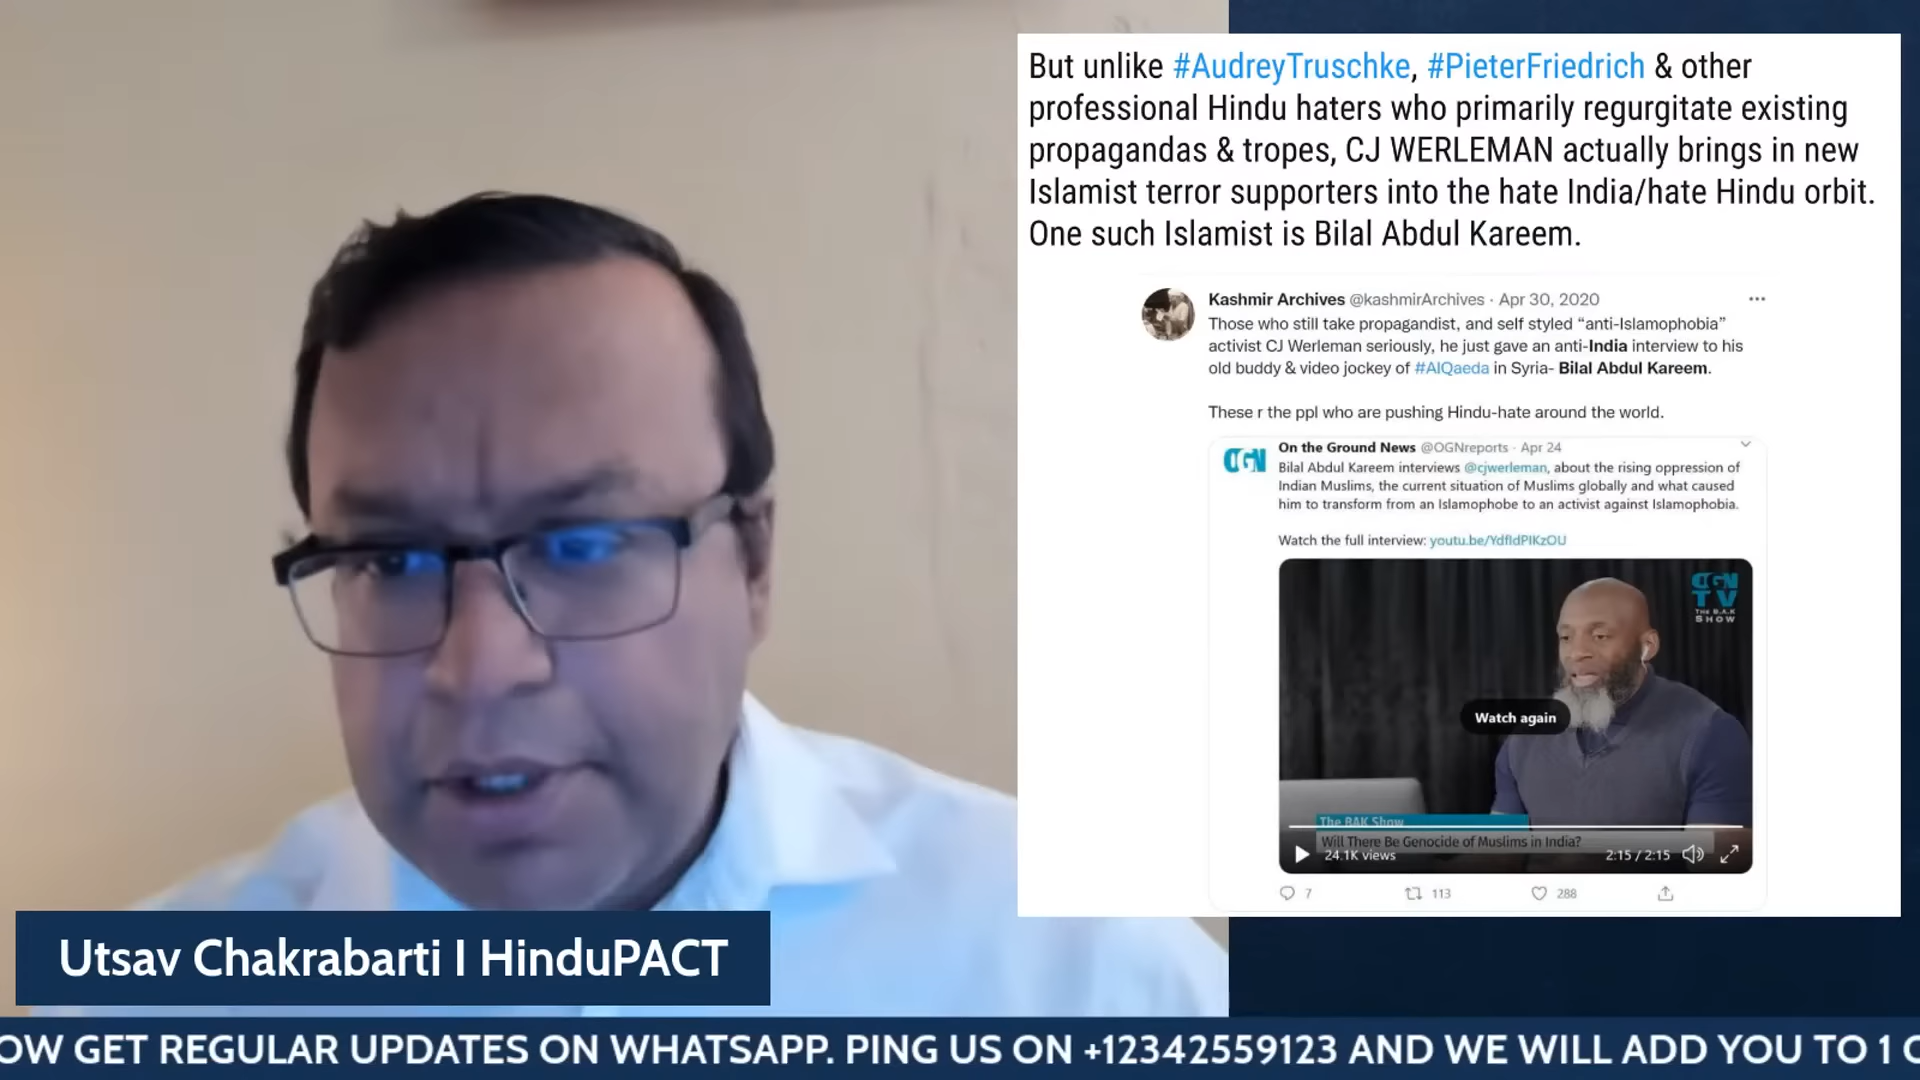 But unlike #AudreyTruschke, #PieterFriedrich & other
professional Hindu haters who primarily regurgitate existing
propagandas & tropes, CJ WERLEMAN actually brings in new
Islamist terror supporters into the hate India/hate Hindu orbit.
One such Islamist is Bilal Abdul Kareem.
Kashmir Archives @kashmirArchives · Apr 30, 2020
Those who still take propagandist, and self styled “anti-Islamophobia”
activist CJ Werleman seriously, he just gave an anti-India interview to his
old buddy & video jockey of #AlQaeda in Syria- Bilal Abdul Kareem.
These r the ppl who are pushing Hindu-hate around the world.
OGN
On the Ground News @OGNreports · Apr 24
Bilal Abdul Kareem interviews @cjwerleman, about the rising oppression of
Indian Muslims, the current situation of Muslims globally and what caused
him to transform from an Islamophobe to an activist against Islamophobia.
Watch the full interview: youtu.be/YdfIdPIKzOU
OGN
TV
THE B.A.K
SHOW
Watch again
The BAK Show
Will There Be Genocide of Muslims in India?
24.1K views
2:15 / 2:15
7
113
288
Utsav Chakrabarti I HinduPACT
OW GET REGULAR UPDATES ON WHATSAPP. PING US ON +12342559123 AND WE WILL ADD YOU TO 1 O